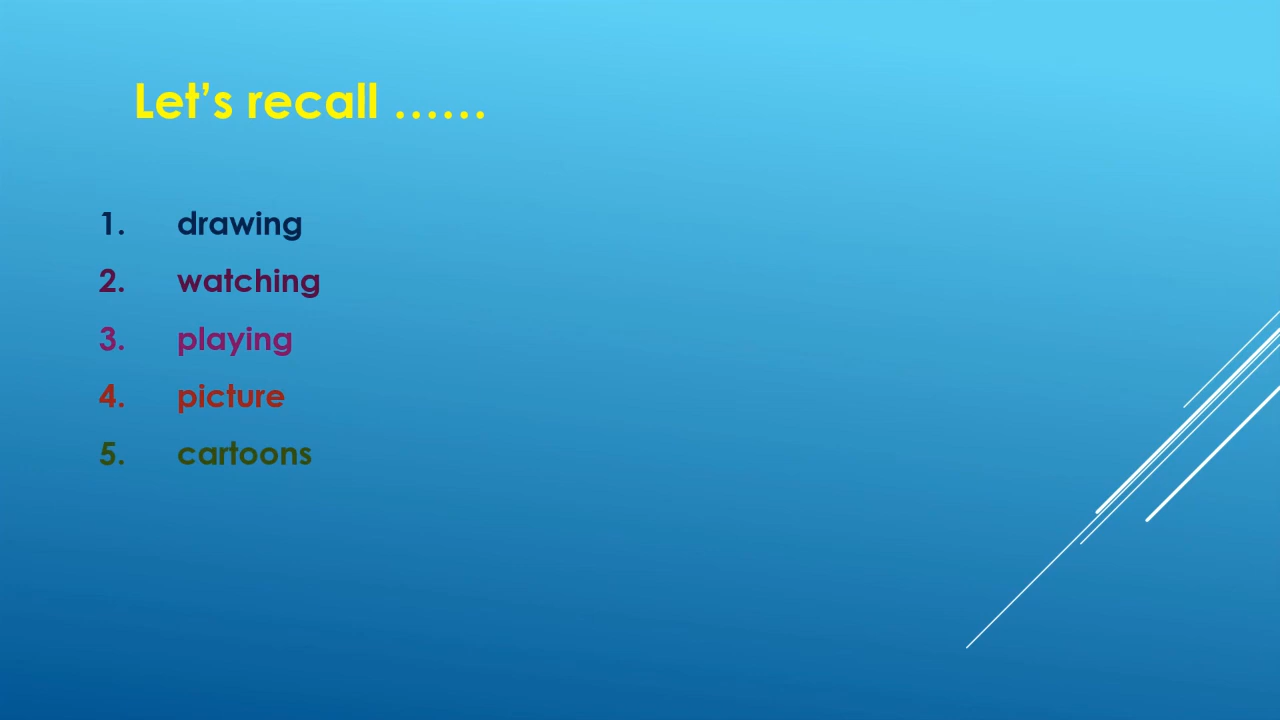 Let’s recall ……
1. drawing
2. watching
3. playing
4. picture
5. cartoons